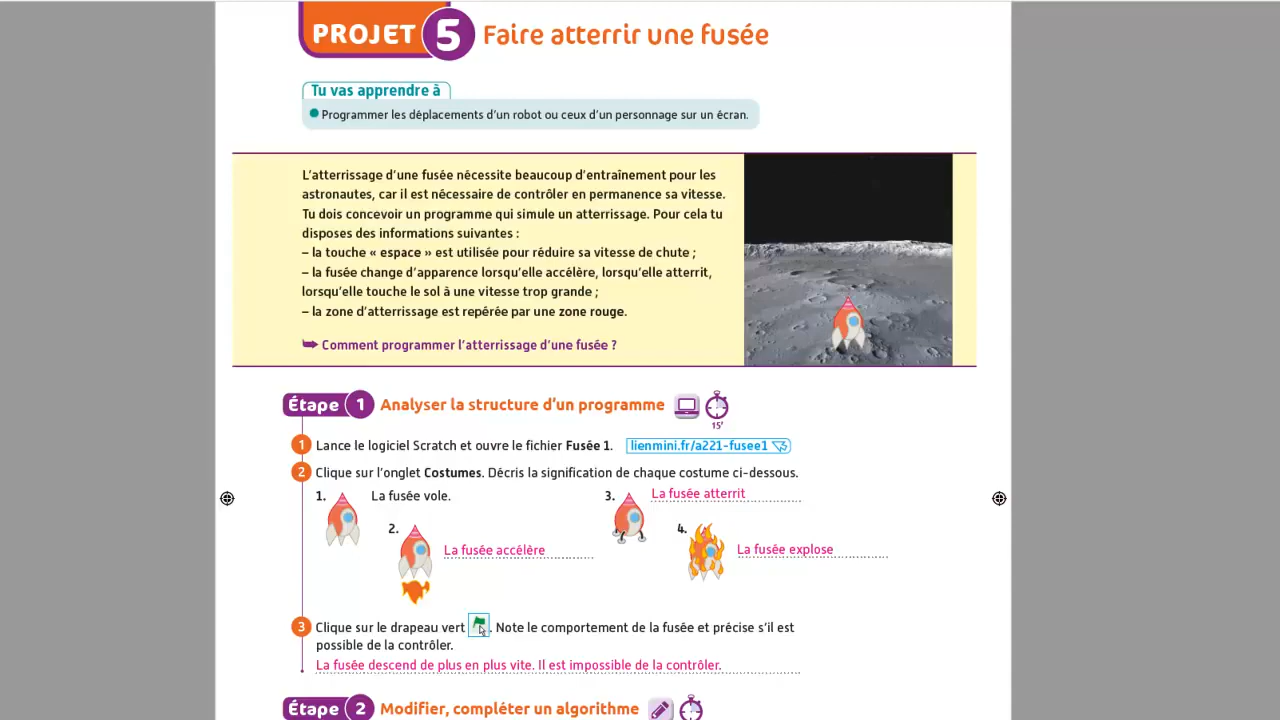 PROJET 5 Faire atterrir une fusée
Tu vas apprendre à
Programmer les déplacements d'un robot ou ceux d'un personnage sur un écran.
L'atterrissage d'une fusée nécessite beaucoup d'entraînement pour les
astronautes, car il est nécessaire de contrôler en permanence sa vitesse.
Tu dois concevoir un programme qui simule un atterrissage. Pour cela tu
disposes des informations suivantes :
– la touche « espace » est utilisée pour réduire sa vitesse de chute ;
– la fusée change d'apparence lorsqu'elle accélère, lorsqu'elle atterrit,
lorsqu'elle touche le sol à une vitesse trop grande ;
– la zone d'atterrissage est repérée par une zone rouge.
Comment programmer l'atterrissage d'une fusée ?
Étape 1 Analyser la structure d'un programme
15'
1 Lance le logiciel Scratch et ouvre le fichier Fusée 1. lienmini.fr/a221-fusee1
2 Clique sur l'onglet Costumes. Décris la signification de chaque costume ci-dessous.
1. La fusée vole.
2. La fusée accélère
3. La fusée atterrit
4. La fusée explose
3 Clique sur le drapeau vert . Note le comportement de la fusée et précise s'il est
possible de la contrôler.
La fusée descend de plus en plus vite. Il est impossible de la contrôler.
Étape 2 Modifier, compléter un algorithme